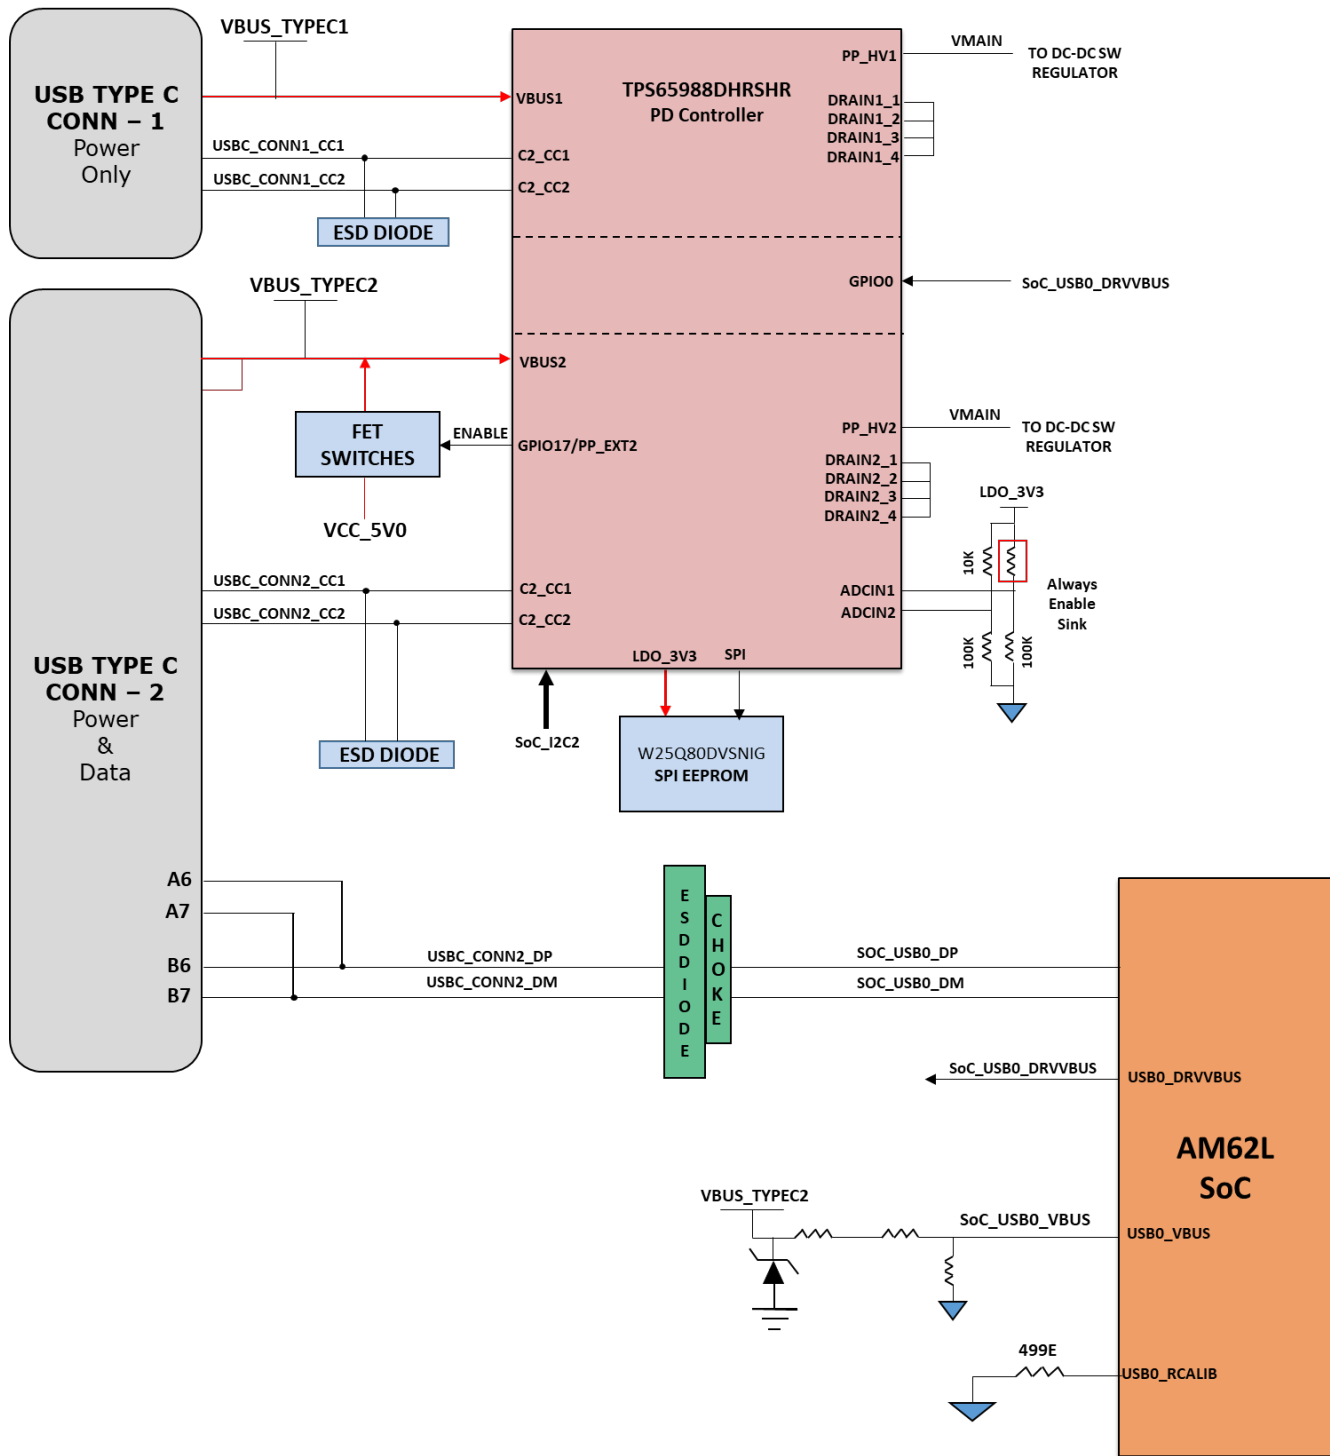 USB TYPE C
CONN – 1
Power
Only
VBUS_TYPEC1
USBC_CONN1_CC1
USBC_CONN1_CC2
ESD DIODE
VBUS1
TPS65988DHRSHR
PD Controller
C2_CC1
C2_CC2
PP_HV1
DRAIN1_1
DRAIN1_2
DRAIN1_3
DRAIN1_4
VMAIN
TO DC-DC SW
REGULATOR
GPIO0
SoC_USB0_DRVVBUS
USB TYPE C
CONN – 2
Power
&
Data
VBUS_TYPEC2
VBUS2
FET
SWITCHES
ENABLE
GPIO17/PP_EXT2
VCC_5V0
PP_HV2
VMAIN
TO DC-DC SW
REGULATOR
DRAIN2_1
DRAIN2_2
DRAIN2_3
DRAIN2_4
LDO_3V3
10K
Always
Enable
Sink
ADCIN1
ADCIN2
100K
100K
USBC_CONN2_CC1
USBC_CONN2_CC2
C2_CC1
C2_CC2
ESD DIODE
LDO_3V3
SPI
SoC_I2C2
W25Q80DVSNIG
SPI EEPROM
A6
A7
B6
B7
USBC_CONN2_DP
USBC_CONN2_DM
ESDDIODE
CHOKE
SOC_USB0_DP
SOC_USB0_DM
SoC_USB0_DRVVBUS
USB0_DRVVBUS
AM62L
SoC
VBUS_TYPEC2
SoC_USB0_VBUS
USB0_VBUS
499E
USB0_RCALIB